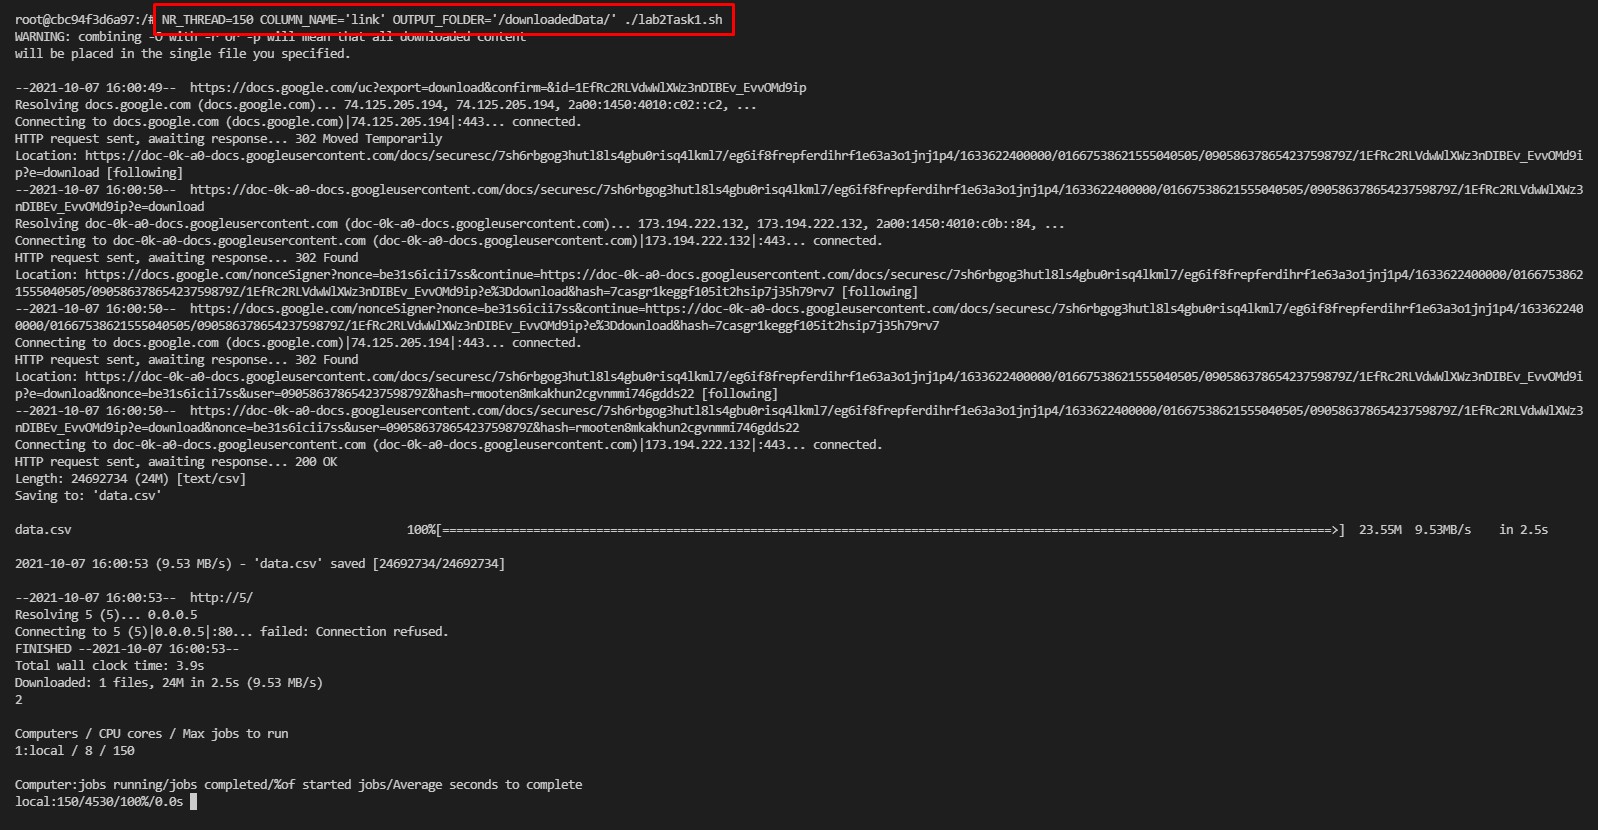 root@cbc94f3d6a97:/# NR_THREAD=150 COLUMN_NAME='link' OUTPUT_FOLDER='/downloadedData/' ./lab2Task1.sh
WARNING: combining -O with -r or -p will mean that all downloaded content
will be placed in the single file you specified.
--2021-10-07 16:00:49--  https://docs.google.com/uc?export=download&confirm=&id=1EfRc2RLVdwWlXWz3nDIBEv_EvvOMd9ip
Resolving docs.google.com (docs.google.com)... 74.125.205.194, 74.125.205.194, 2a00:1450:4010:c02::c2, ...
Connecting to docs.google.com (docs.google.com)|74.125.205.194|:443... connected.
HTTP request sent, awaiting response... 302 Moved Temporarily
Location: https://doc-0k-a0-docs.googleusercontent.com/docs/securesc/7sh6rbgog3hutl8ls4gbu0risq4lkml7/eg6if8frepferdihrf1e63a3o1jnj1p4/1633622400000/01667538621555040505/09058637865423759879Z/1EfRc2RLVdwWlXWz3nDIBEv_EvvOMd9i
p?e=download [following]
--2021-10-07 16:00:50--  https://doc-0k-a0-docs.googleusercontent.com/docs/securesc/7sh6rbgog3hutl8ls4gbu0risq4lkml7/eg6if8frepferdihrf1e63a3o1jnj1p4/1633622400000/01667538621555040505/09058637865423759879Z/1EfRc2RLVdwWlXWz3
nDIBEv_EvvOMd9ip?e=download
Resolving doc-0k-a0-docs.googleusercontent.com (doc-0k-a0-docs.googleusercontent.com)... 173.194.222.132, 173.194.222.132, 2a00:1450:4010:c0b::84, ...
Connecting to doc-0k-a0-docs.googleusercontent.com (doc-0k-a0-docs.googleusercontent.com)|173.194.222.132|:443... connected.
HTTP request sent, awaiting response... 302 Found
Location: https://docs.google.com/nonceSigner?nonce=be31s6icii7ss&continue=https://doc-0k-a0-docs.googleusercontent.com/docs/securesc/7sh6rbgog3hutl8ls4gbu0risq4lkml7/eg6if8frepferdihrf1e63a3o1jnj1p4/1633622400000/0166753862
1555040505/09058637865423759879Z/1EfRc2RLVdwWlXWz3nDIBEv_EvvOMd9ip?e%3Ddownload&hash=7casgr1keggf105it2hsip7j35h79rv7 [following]
--2021-10-07 16:00:50--  https://docs.google.com/nonceSigner?nonce=be31s6icii7ss&continue=https://doc-0k-a0-docs.googleusercontent.com/docs/securesc/7sh6rbgog3hutl8ls4gbu0risq4lkml7/eg6if8frepferdihrf1e63a3o1jnj1p4/163362240
0000/01667538621555040505/09058637865423759879Z/1EfRc2RLVdwWlXWz3nDIBEv_EvvOMd9ip?e%3Ddownload&hash=7casgr1keggf105it2hsip7j35h79rv7
Connecting to docs.google.com (docs.google.com)|74.125.205.194|:443... connected.
HTTP request sent, awaiting response... 302 Found
Location: https://doc-0k-a0-docs.googleusercontent.com/docs/securesc/7sh6rbgog3hutl8ls4gbu0risq4lkml7/eg6if8frepferdihrf1e63a3o1jnj1p4/1633622400000/01667538621555040505/09058637865423759879Z/1EfRc2RLVdwWlXWz3nDIBEv_EvvOMd9i
p?e=download&nonce=be31s6icii7ss&user=09058637865423759879Z&hash=rmooten8mkakhun2cgvnmmi746gdds22 [following]
--2021-10-07 16:00:50--  https://doc-0k-a0-docs.googleusercontent.com/docs/securesc/7sh6rbgog3hutl8ls4gbu0risq4lkml7/eg6if8frepferdihrf1e63a3o1jnj1p4/1633622400000/01667538621555040505/09058637865423759879Z/1EfRc2RLVdwWlXWz3
nDIBEv_EvvOMd9ip?e=download&nonce=be31s6icii7ss&user=09058637865423759879Z&hash=rmooten8mkakhun2cgvnmmi746gdds22
Connecting to doc-0k-a0-docs.googleusercontent.com (doc-0k-a0-docs.googleusercontent.com)|173.194.222.132|:443... connected.
HTTP request sent, awaiting response... 200 OK
Length: 24692734 (24M) [text/csv]
Saving to: 'data.csv'
data.csv                                                100%[===============================================================================================================================>]  23.55M  9.53MB/s    in 2.5s
2021-10-07 16:00:53 (9.53 MB/s) - 'data.csv' saved [24692734/24692734]
--2021-10-07 16:00:53--  http://5/
Resolving 5 (5)... 0.0.0.5
Connecting to 5 (5)|0.0.0.5|:80... failed: Connection refused.
FINISHED --2021-10-07 16:00:53--
Total wall clock time: 3.9s
Downloaded: 1 files, 24M in 2.5s (9.53 MB/s)
2
Computers / CPU cores / Max jobs to run
1:local / 8 / 150
Computer:jobs running/jobs completed/%of started jobs/Average seconds to complete
local:150/4530/100%/0.0s